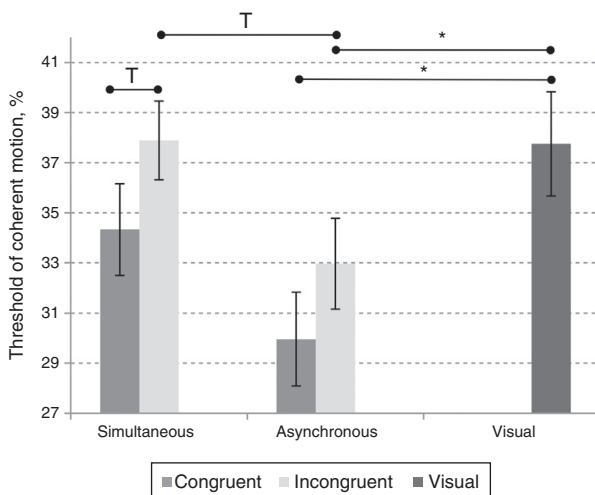 Threshold of coherent motion, %
41
39
37
35
33
31
29
27
T
T
*
*
Simultaneous Asynchronous Visual
Congruent Incongruent Visual